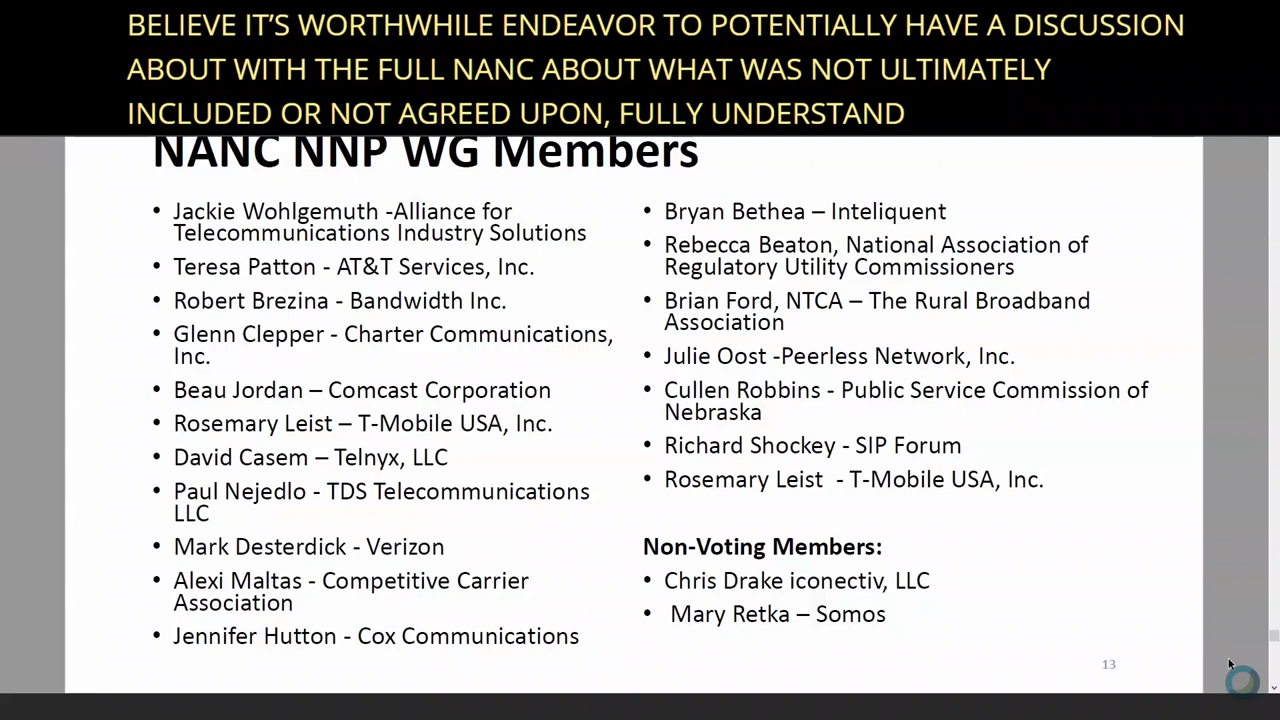 BELIEVE IT'S WORTHWHILE ENDEAVOR TO POTENTIALLY HAVE A DISCUSSION
ABOUT WITH THE FULL NANC ABOUT WHAT WAS NOT ULTIMATELY
INCLUDED OR NOT AGREED UPON, FULLY UNDERSTAND
NANC NNP WG Members
• Jackie Wohlgemuth -Alliance for
Telecommunications Industry Solutions
• Teresa Patton - AT&T Services, Inc.
• Robert Brezina - Bandwidth Inc.
• Glenn Clepper - Charter Communications,
Inc.
• Beau Jordan – Comcast Corporation
• Rosemary Leist – T-Mobile USA, Inc.
• David Casem – Telnyx, LLC
• Paul Nejedlo - TDS Telecommunications
LLC
• Mark Desterdick - Verizon
• Alexi Maltas - Competitive Carrier
Association
• Jennifer Hutton - Cox Communications
• Bryan Bethea – Inteliquent
• Rebecca Beaton, National Association of
Regulatory Utility Commissioners
• Brian Ford, NTCA – The Rural Broadband
Association
• Julie Oost -Peerless Network, Inc.
• Cullen Robbins - Public Service Commission of
Nebraska
• Richard Shockey - SIP Forum
• Rosemary Leist  - T-Mobile USA, Inc.
Non-Voting Members:
• Chris Drake iconectiv, LLC
• Mary Retka – Somos
13